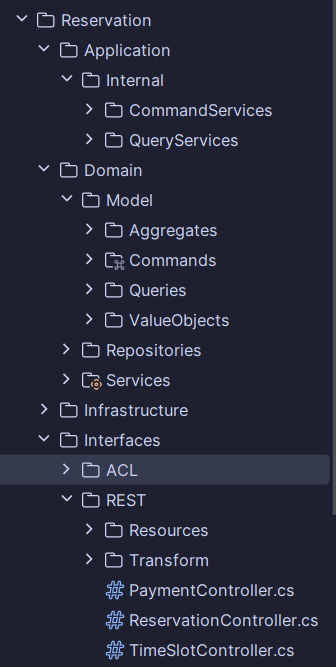 Reservation
Application
Internal
CommandServices
QueryServices
Domain
Model
Aggregates
Commands
Queries
ValueObjects
Repositories
Services
Infrastructure
Interfaces
ACL
REST
Resources
Transform
PaymentController.cs
ReservationController.cs
TimeSlotController.cs